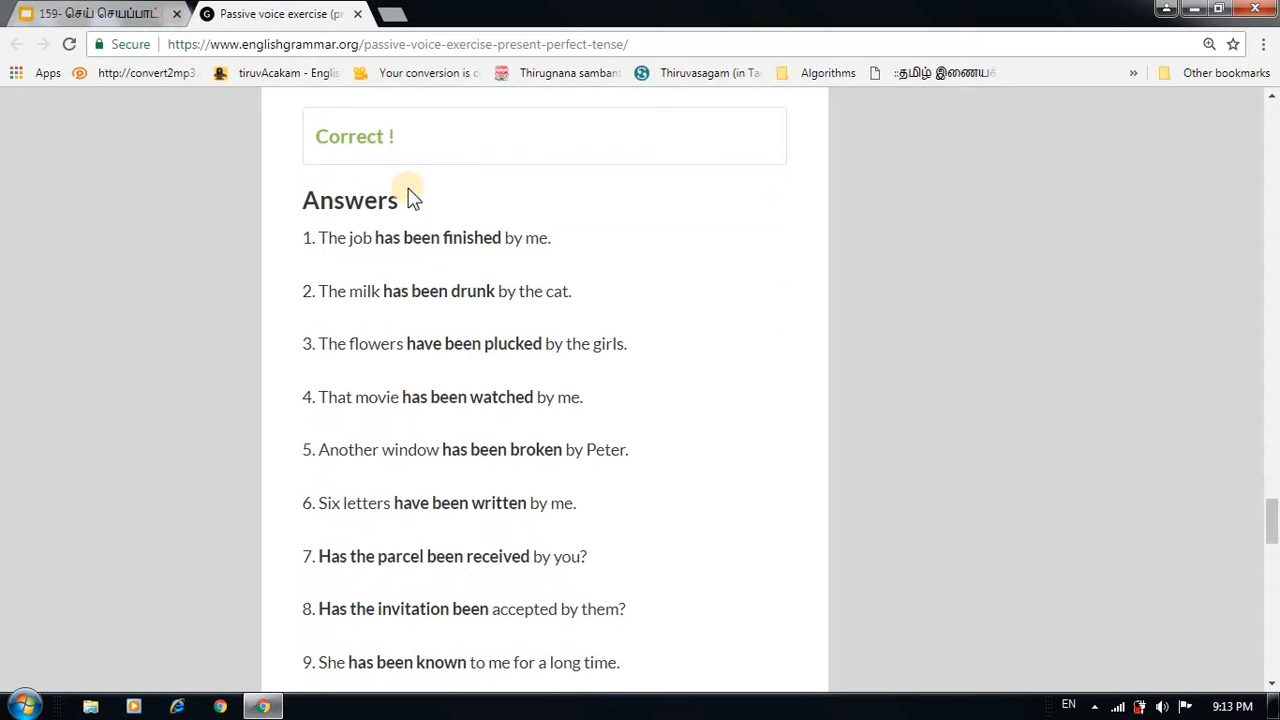 159- செய் செயப்பாட்
Passive voice exercise (pr
Secure
https://www.englishgrammar.org/passive-voice-exercise-present-perfect-tense/
Apps
http://convert2mp3
tiruvAcakam - Englis
Your conversion is c
Thirugnana sambant
Thiruvasagam (in Ta
Algorithms
::தமிழ் இணைய
»
Other bookmarks
Correct !
Answers
1. The job has been finished by me.
2. The milk has been drunk by the cat.
3. The flowers have been plucked by the girls.
4. That movie has been watched by me.
5. Another window has been broken by Peter.
6. Six letters have been written by me.
7. Has the parcel been received by you?
8. Has the invitation been accepted by them?
9. She has been known to me for a long time.
EN
9:13 PM